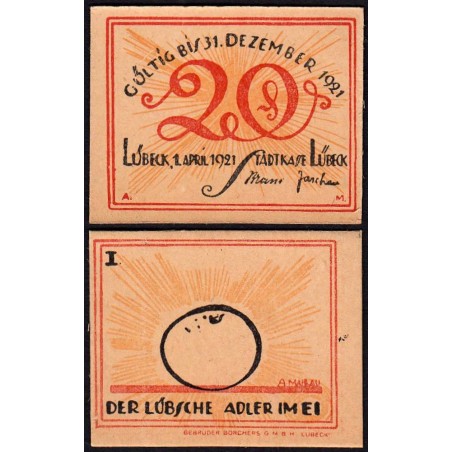 GÜLTIG BIS 31. DEZEMBER 1921
20
LÜBECK, 1. APRIL 1921 STADTKASSE LÜBECK
A. M.
I.
DER LÜBSCHE ADLER IM EI
GEBRÜDER BORCHERS G.M.B.H. LÜBECK